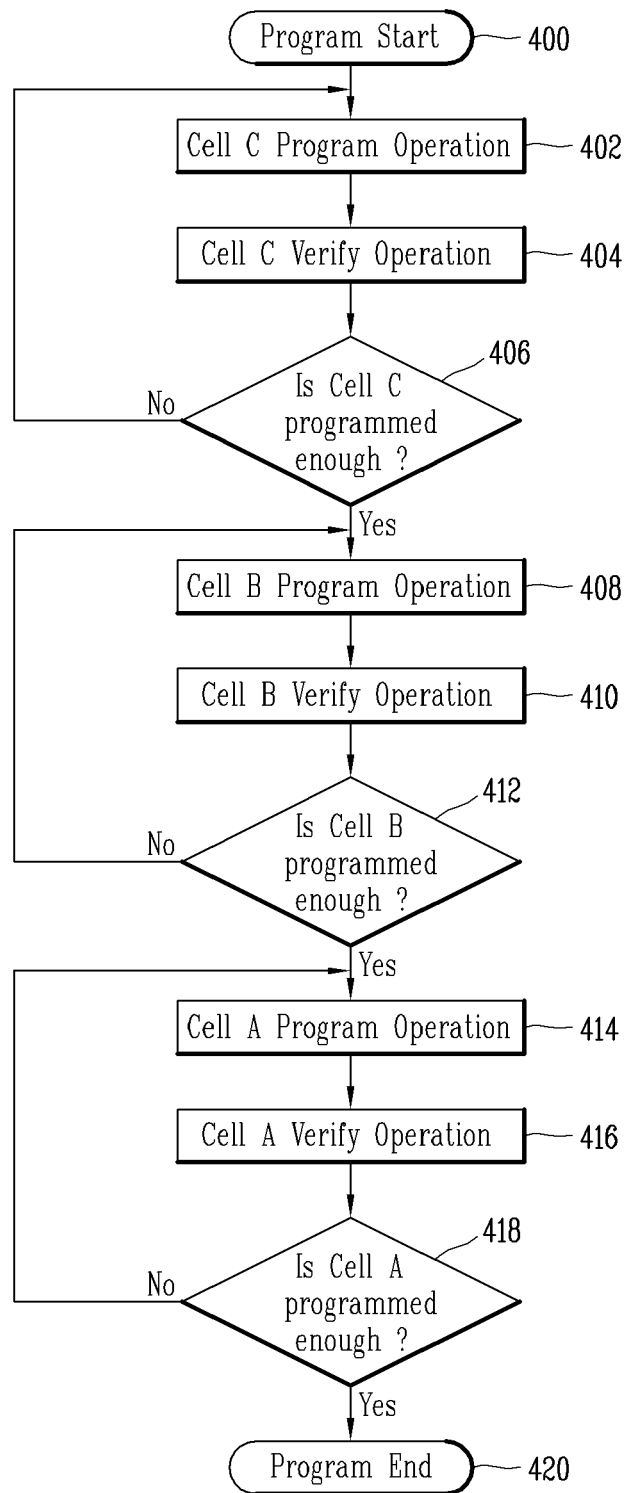 Program Start
400
Cell C Program Operation
402
Cell C Verify Operation
404
406
Is Cell C
programmed
enough ?
No
Yes
Cell B Program Operation
408
Cell B Verify Operation
410
412
Is Cell B
programmed
enough ?
No
Yes
Cell A Program Operation
414
Cell A Verify Operation
416
418
Is Cell A
programmed
enough ?
No
Yes
Program End
420